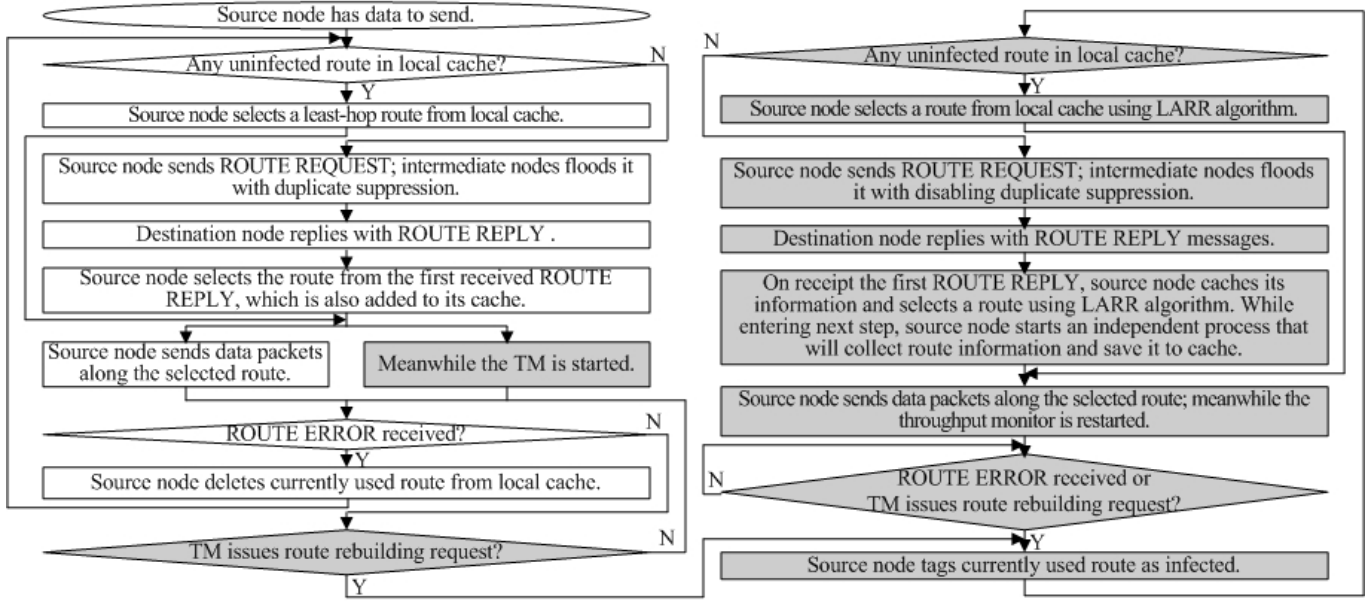 Source node has data to send.
Any uninfected route in local cache?
N
Y
Source node selects a least-hop route from local cache.
Source node sends ROUTE REQUEST; intermediate nodes floods
it with duplicate suppression.
Destination node replies with ROUTE REPLY .
Source node selects the route from the first received ROUTE
REPLY, which is also added to its cache.
Source node sends data packets
along the selected route.
Meanwhile the TM is started.
ROUTE ERROR received?
N
Y
Source node deletes currently used route from local cache.
TM issues route rebuilding request?
N
Y
N
Any uninfected route in local cache?
Y
Source node selects a route from local cache using LARR algorithm.
Source node sends ROUTE REQUEST; intermediate nodes floods
it with disabling duplicate suppression.
Destination node replies with ROUTE REPLY messages.
On receipt the first ROUTE REPLY, source node caches its
information and selects a route using LARR algorithm. While
entering next step, source node starts an independent process that
will collect route information and save it to cache.
Source node sends data packets along the selected route; meanwhile the
throughput monitor is restarted.
N
ROUTE ERROR received or
TM issues route rebuilding request?
Y
Source node tags currently used route as infected.